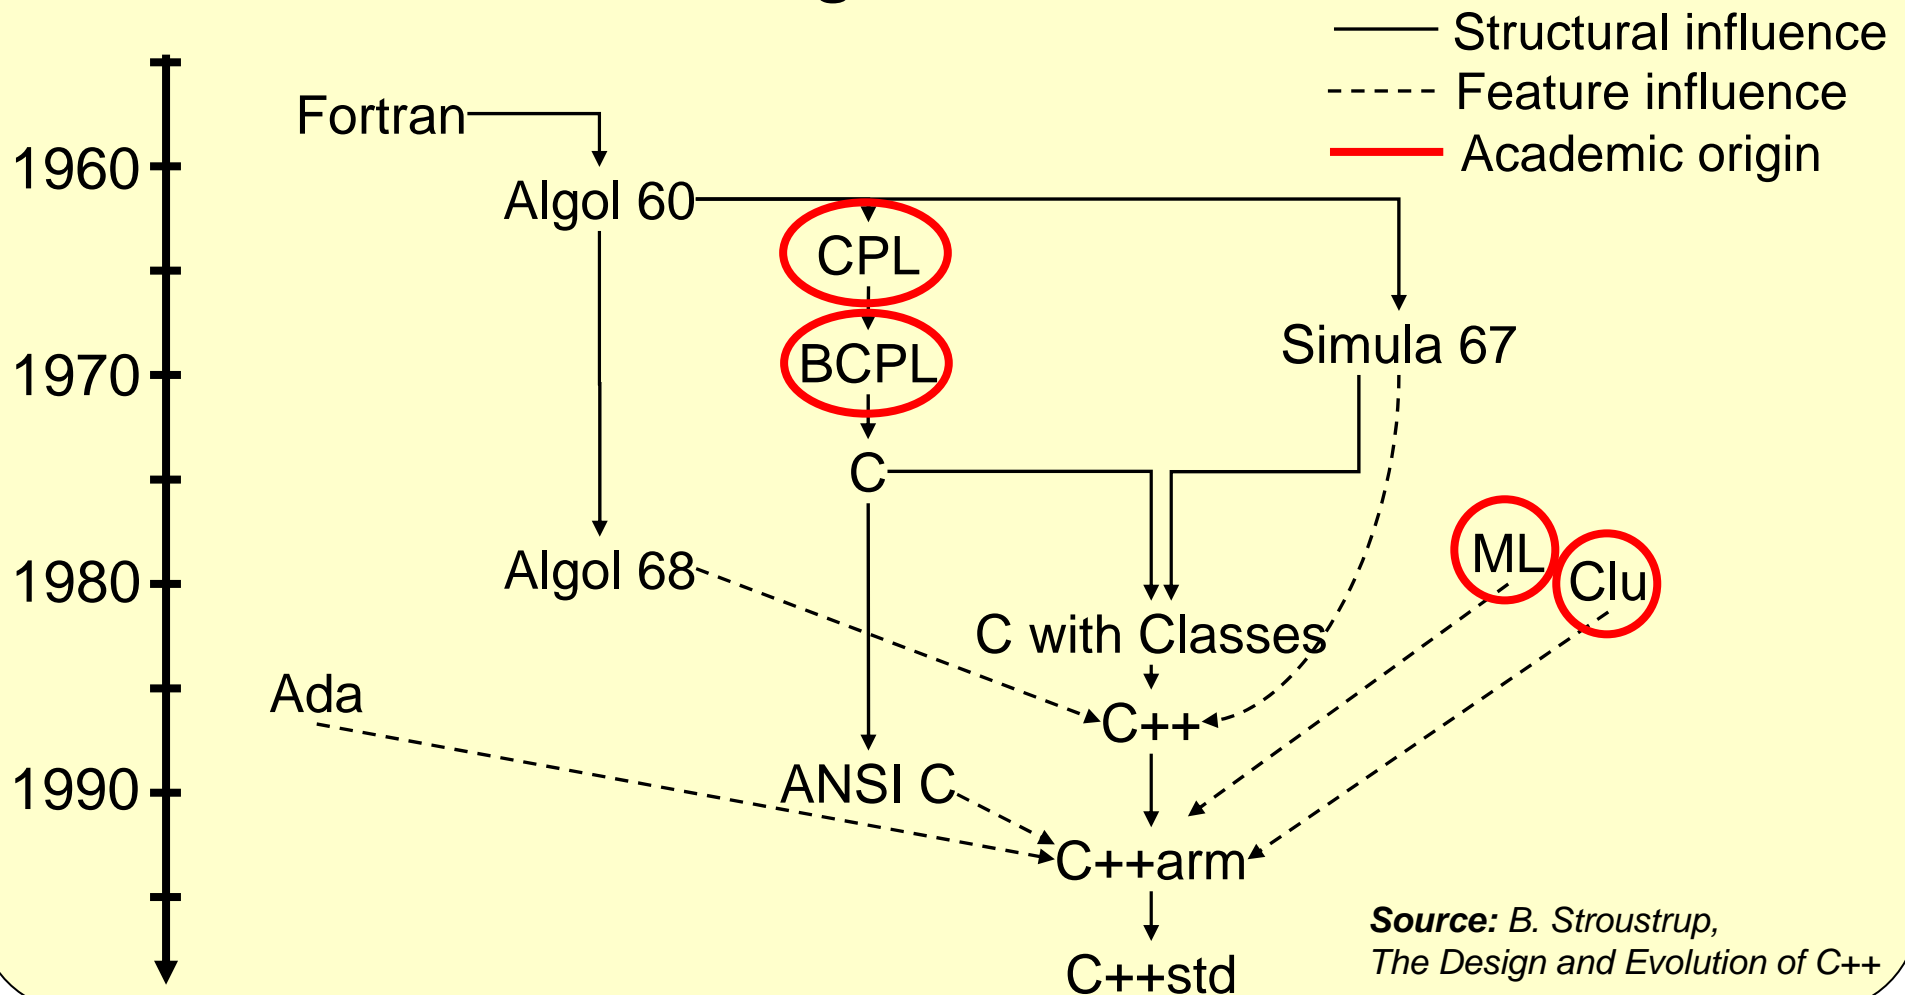 Structural influence
Feature influence
Academic origin
Fortran
1960
Algol 60
CPL
Simula 67
BCPL
1970
C
ML
Algol 68
Clu
1980
C with Classes
Ada
C++
ANSI C
1990
C++arm
Source: B. Stroustrup,
The Design and Evolution of C++
C++std